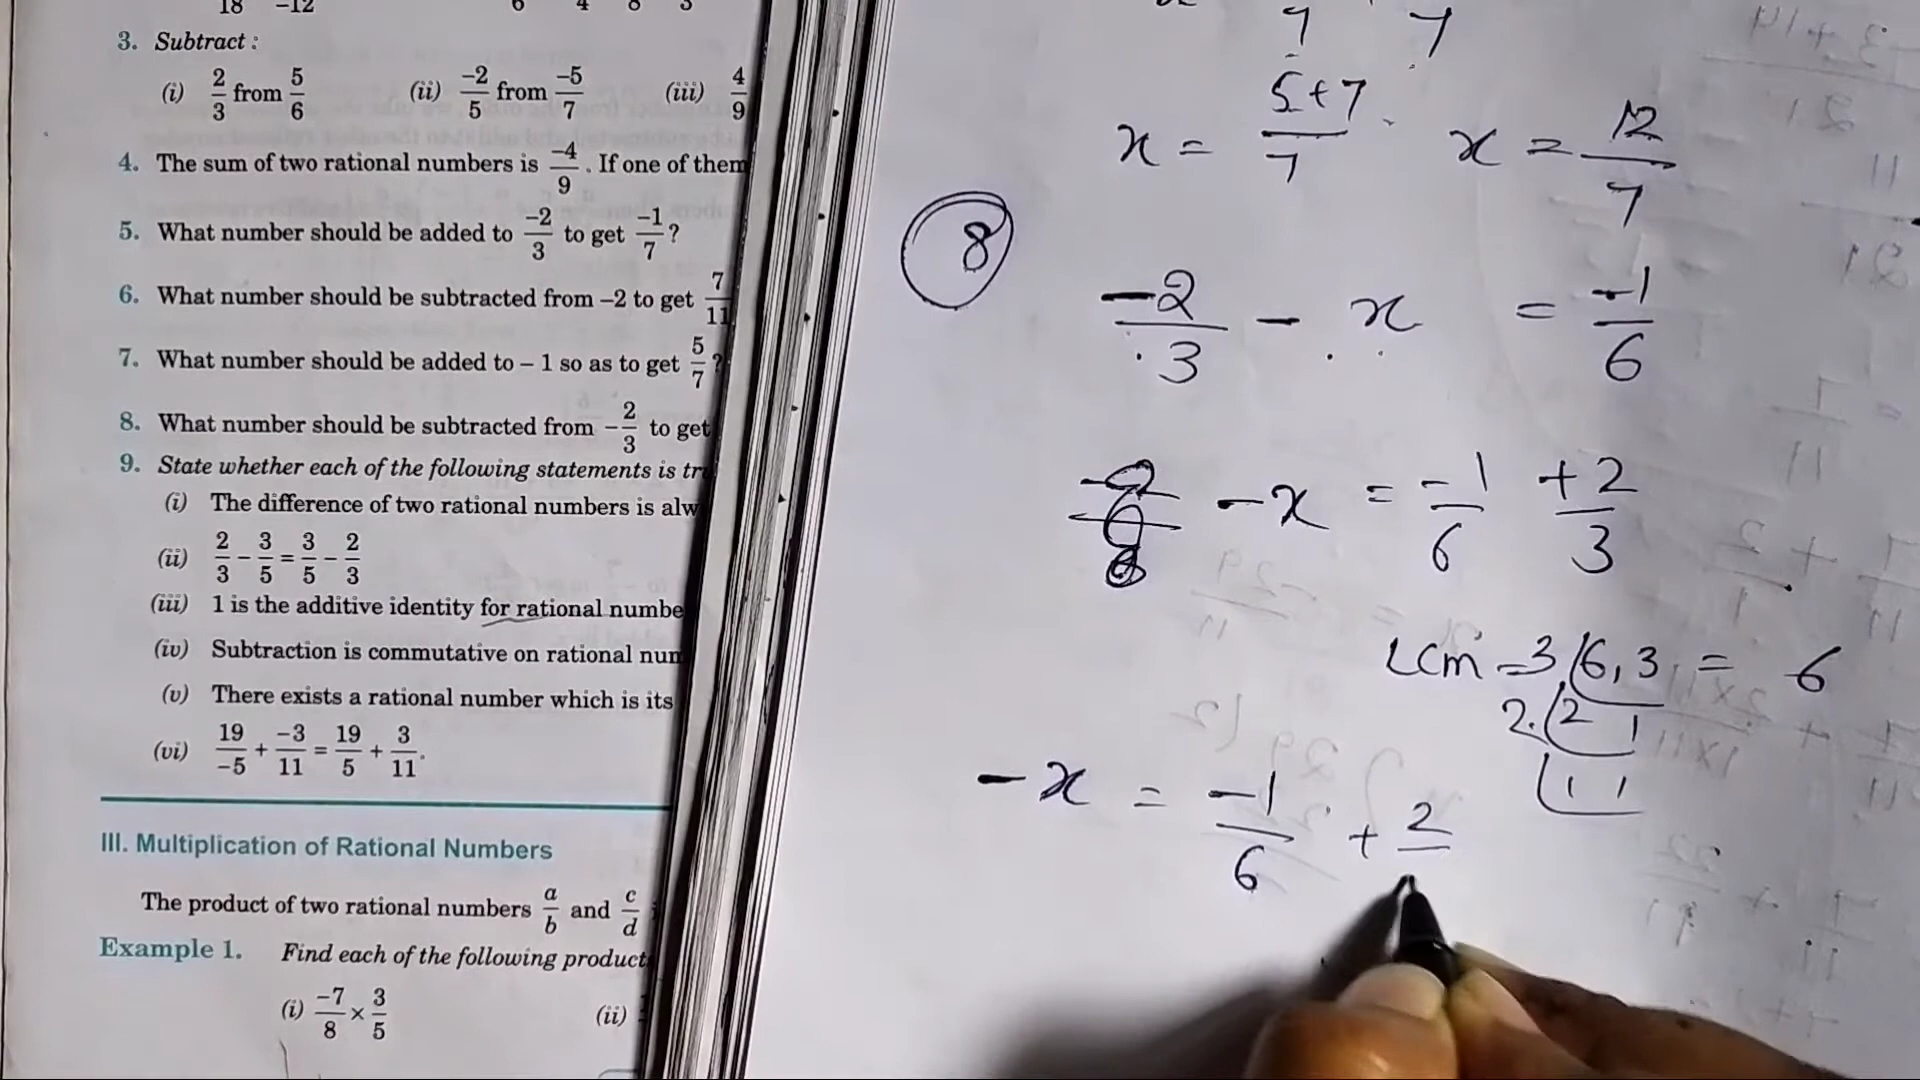 18 -12 6 4 8 3
3. Subtract :
(i) 2/3 from 5/6 (ii) -2/5 from -5/7 (iii) 4/9
4. The sum of two rational numbers is -4/9 . If one of them
5. What number should be added to -2/3 to get -1/7 ?
6. What number should be subtracted from –2 to get 7/11
7. What number should be added to – 1 so as to get 5/7 ?
8. What number should be subtracted from -2/3 to get
9. State whether each of the following statements is tr
(i) The difference of two rational numbers is alw
(ii) 2/3 - 3/5 = 3/5 - 2/3
(iii) 1 is the additive identity for rational numbe
(iv) Subtraction is commutative on rational num
(v) There exists a rational number which is its
(vi) 19/-5 + -3/11 = 19/5 + 3/11.
III. Multiplication of Rational Numbers
The product of two rational numbers a/b and c/d
Example 1. Find each of the following product
(i) -7/8 × 3/5 (ii)
7 7
x = 5+7/7 . x = 12/7
8
-2/3 - x = -1/6
-x = -1/6 +2/3
LCM = 3 6, 3 = 6
2. 2 1
1 1
-x = -1/6 + 2